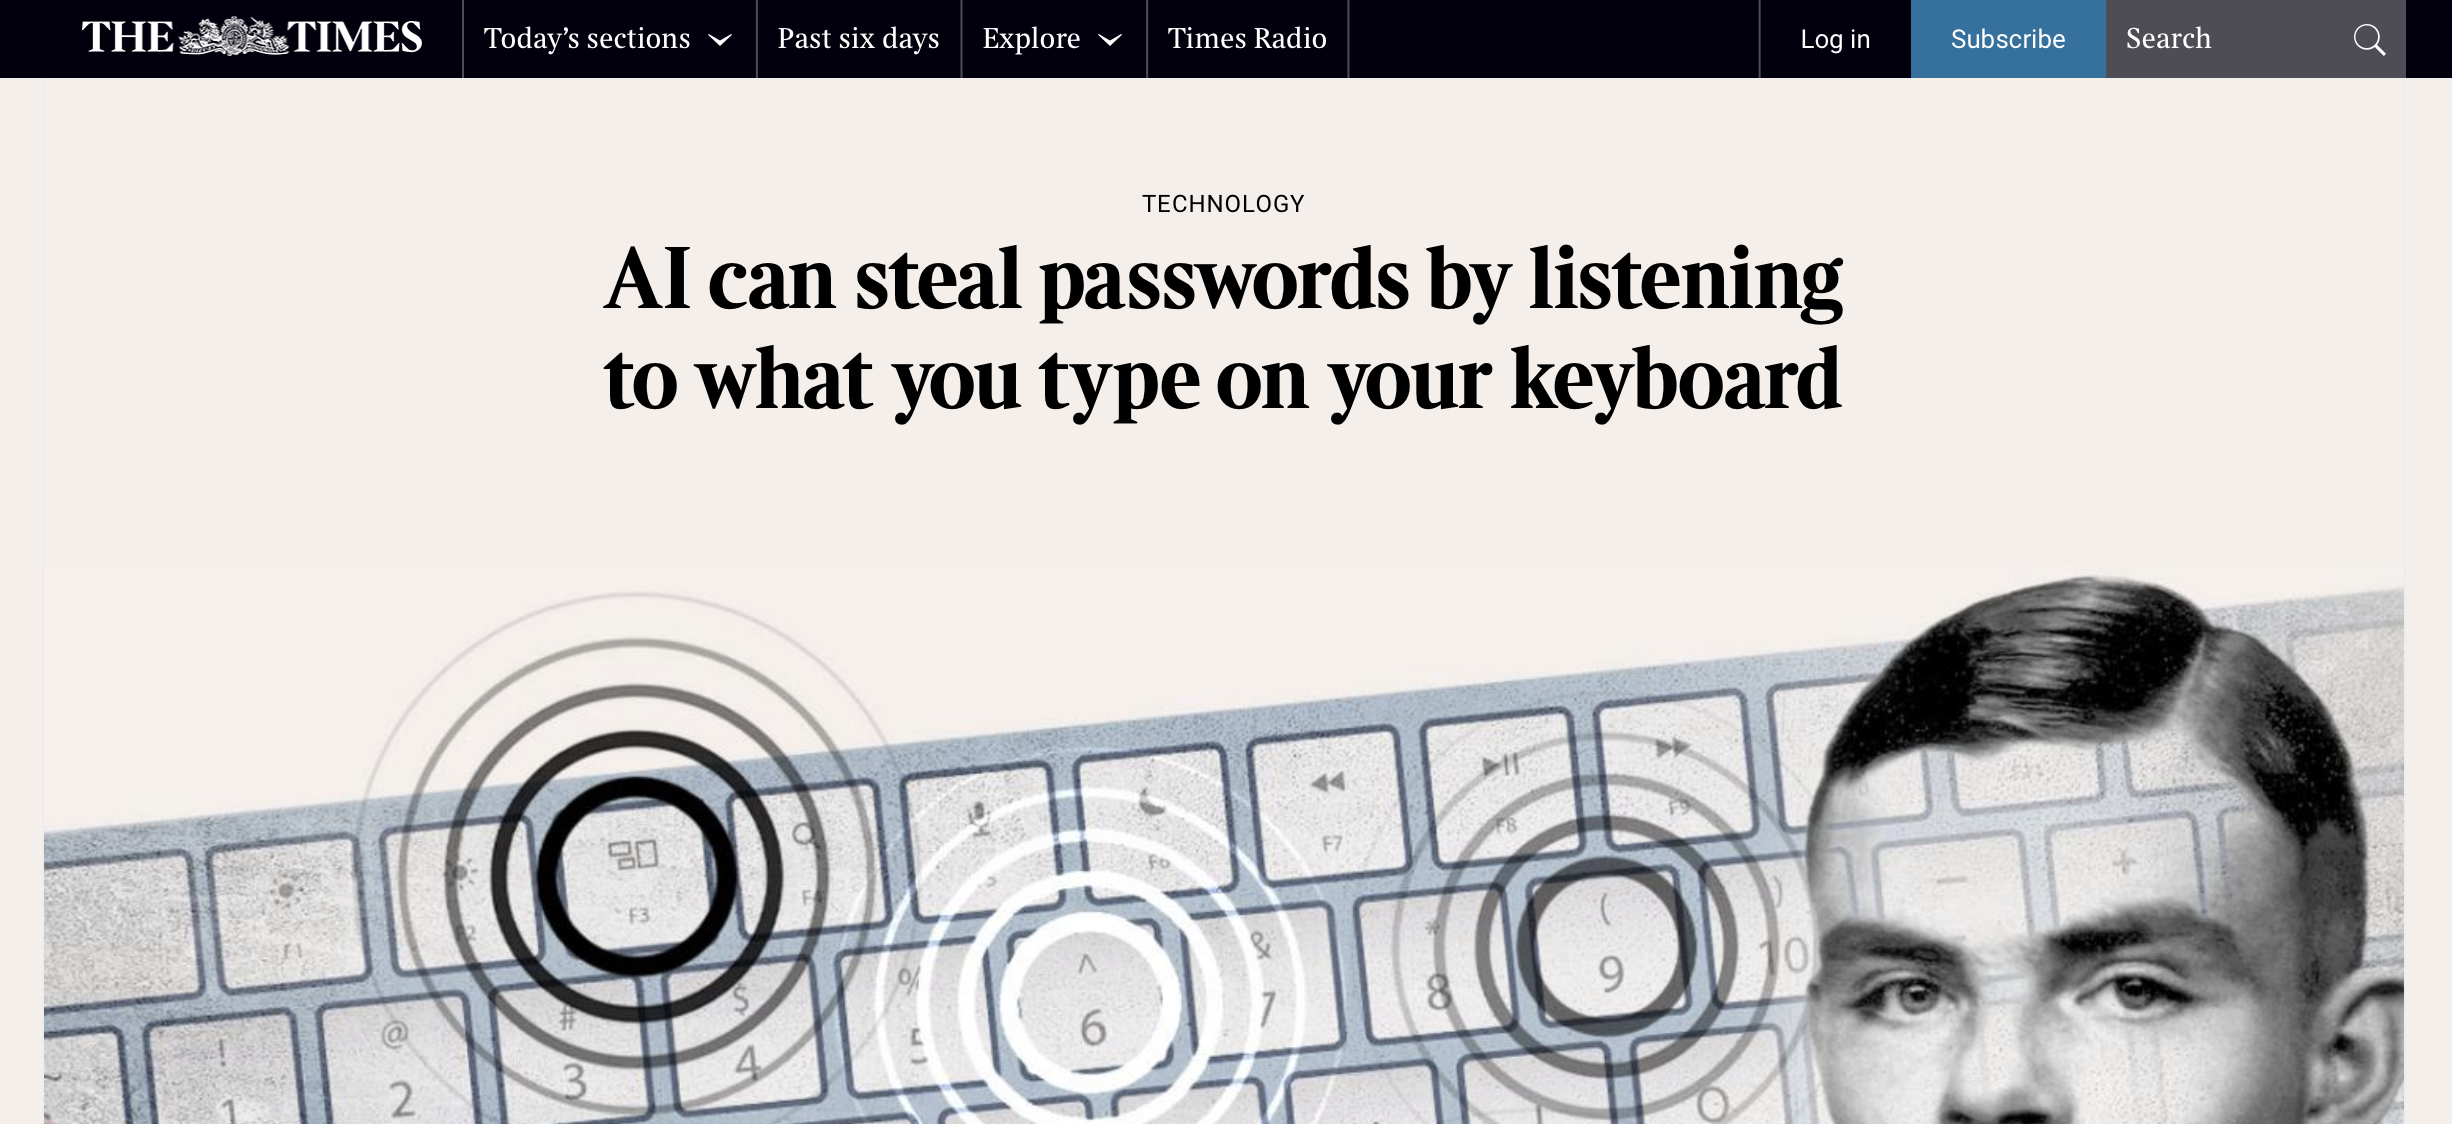 THE TIMES
Today’s sections
Past six days
Explore
Times Radio
Log in
Subscribe
Search
TECHNOLOGY
AI can steal passwords by listening
to what you type on your keyboard
F1
F2
F3
F4
F6
F7
F8
F9
!
1
@
2
#
3
$
4
%
5
^
6
&
7
*
8
(
9
)
10
−
+
O